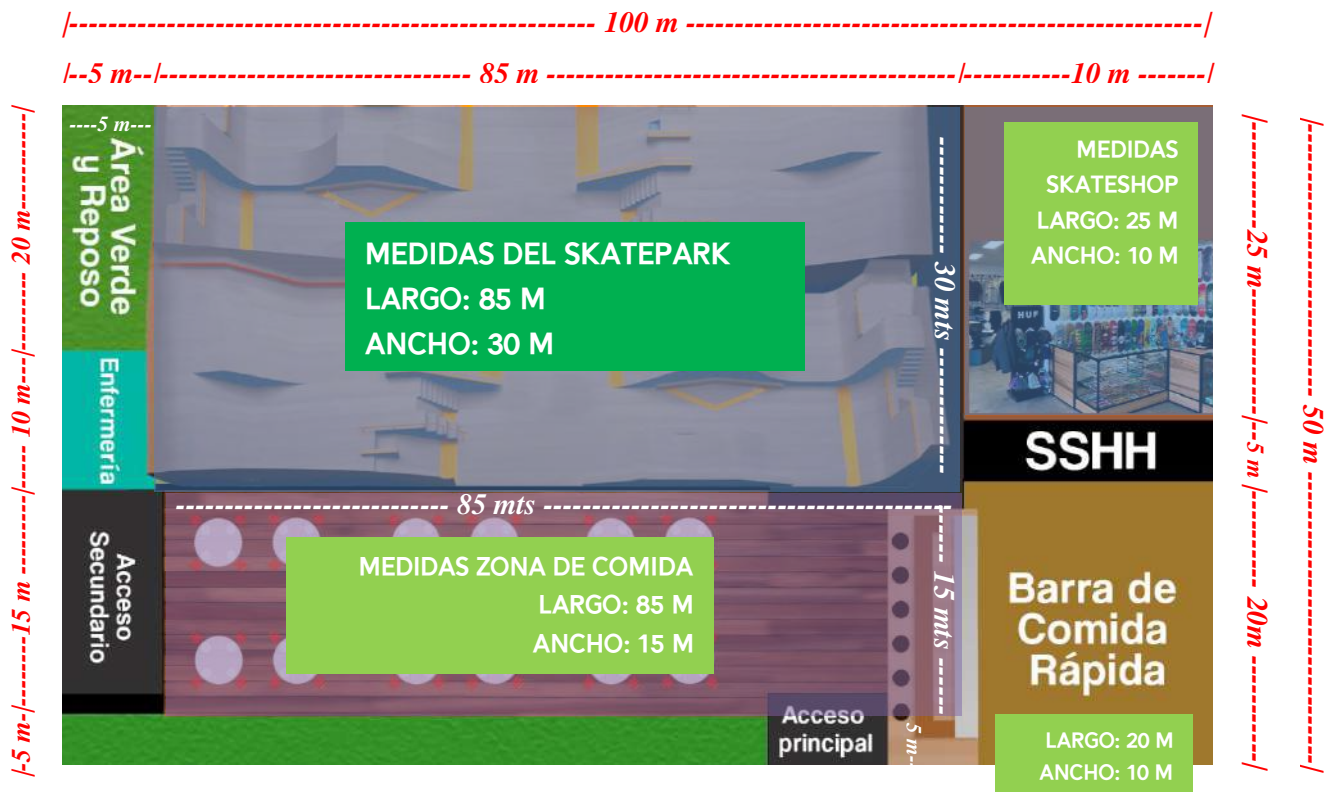 |-------------------------------------------------------- 100 m -------------------------------------------------------/
|--5 m--/--------------------------------- 85 m --------------------------------------------/-----------10 m -------/
----5 m---
Área Verde
y Reposo
Enfermería
Acceso
Secundario
MEDIDAS DEL SKATEPARK
LARGO: 85 M
ANCHO: 30 M
30 mts
MEDIDAS
SKATESHOP
LARGO: 25 M
ANCHO: 10 M
HUF
SSHH
85 mts
MEDIDAS ZONA DE COMIDA
LARGO: 85 M
ANCHO: 15 M
15 mts
Acceso
principal
5 m--
Barra de
Comida
Rápida
LARGO: 20 M
ANCHO: 10 M
|-5 m-|--------15 m -------|----- 10 m---|-------- 20 m-----------|
|-----------25 m--------------|--5 m |----------- 20m -----------|
|------------------------------ 50 m ------------------------------|